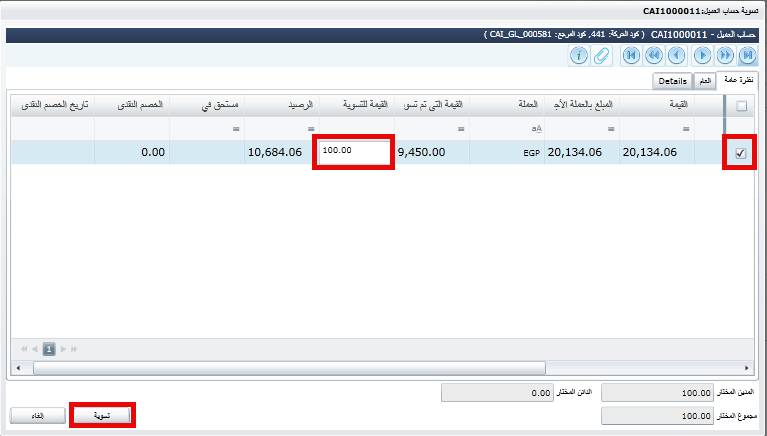 تسوية حساب العميل:CAI1000011
حساب العميل - CAI1000011 ( كود الحركة: 441, كود المرجع: CAI_GL_000581 )
نظرة عامة العام Details
القيمة المبلغ بالعملة الأج العملة القيمة التى تم تسو القيمة للتسوية الرصيد مستحق في الخصم النقدى تاريخ الخصم النقدى
= = aA = = =
20,134.06 20,134.06 EGP 9,450.00 100.00 10,684.06 0.00
1
المدين المختار 100.00 الدائن المختار 0.00
مجموع المختار 100.00
تسوية إلغاء